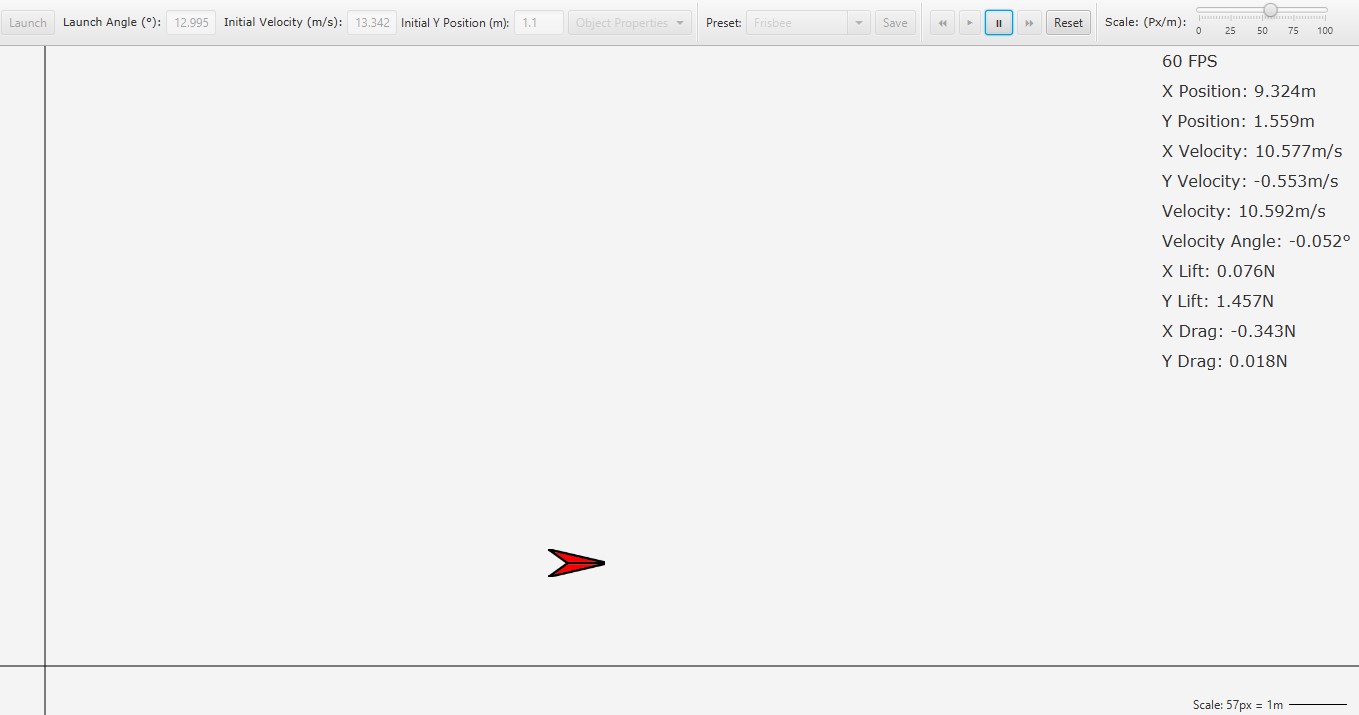 Launch Launch Angle (°): 12.995 Initial Velocity (m/s): 13.342 Initial Y Position (m): 1.1 Object Properties Preset: Frisbee Save Reset Scale: (Px/m):
0 25 50 75 100
60 FPS
X Position: 9.324m
Y Position: 1.559m
X Velocity: 10.577m/s
Y Velocity: -0.553m/s
Velocity: 10.592m/s
Velocity Angle: -0.052°
X Lift: 0.076N
Y Lift: 1.457N
X Drag: -0.343N
Y Drag: 0.018N
Scale: 57px = 1m